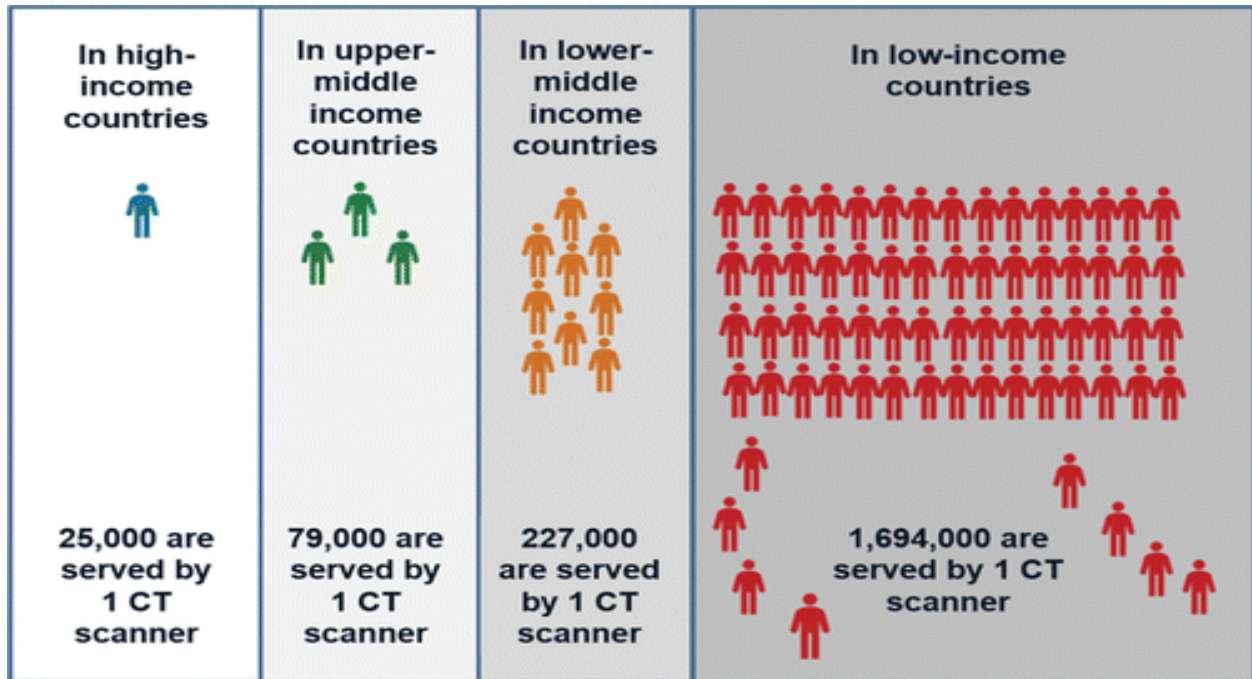 In high-
income
countries
25,000 are
served by
1 CT
scanner
In upper-
middle
income
countries
79,000 are
served by
1 CT
scanner
In lower-
middle
income
countries
227,000
are served
by 1 CT
scanner
In low-income
countries
1,694,000 are
served by 1 CT
scanner